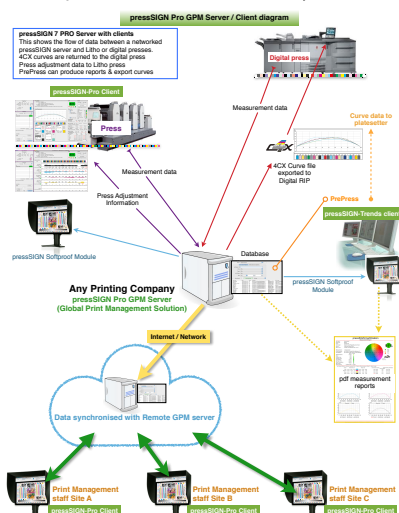 pressSIGN Pro GPM Server / Client diagram
pressSIGN 7 PRO Server with clients
This shows the flow of data between a networked
pressSIGN server and Litho or digital presses.
4CX curves are returned to the digital press
Press adjustment data to Litho press
PrePress can produce reports & export curves
Digital press
pressSIGN-Pro Client
Press
Measurement data
Curve data to
platesetter
4CX Curve file
exported to
Digital RIP
Measurement data
Press Adjustment
Information
PrePress
pressSIGN-Trends client
pressSIGN Softproof Module
Database
Any Printing Company
pressSIGN Pro GPM Server
(Global Print Management Solution)
pressSIGN Softproof
Module
Internet / Network
pdf measurement
reports
Data synchronised with Remote GPM server
Print Management
staff Site A
pressSIGN-Pro Client
Print Management
staff Site B
pressSIGN-Pro Client
Print Management
staff Site C
pressSIGN-Pro Client